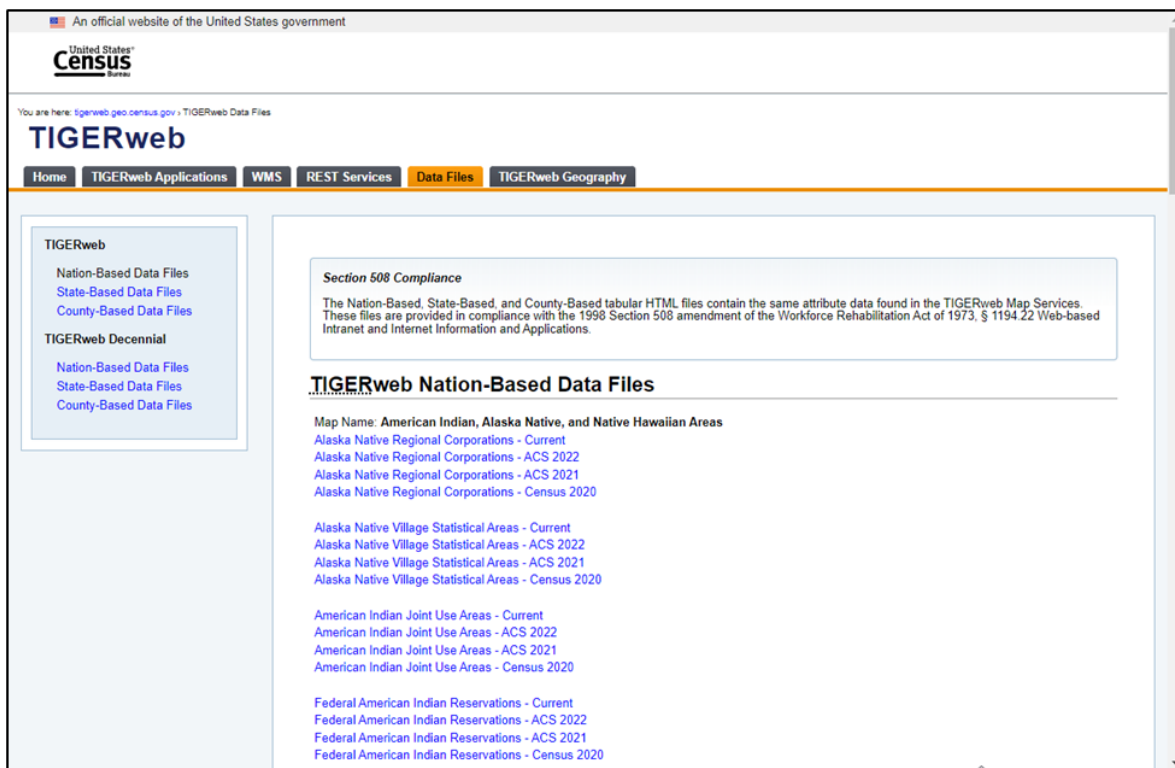 An official website of the United States government
United States®
Census
Bureau
You are here: tigerweb.geo.census.gov › TIGERweb Data Files
TIGERweb
Home TIGERweb Applications WMS REST Services Data Files TIGERweb Geography
TIGERweb
Nation-Based Data Files
State-Based Data Files
County-Based Data Files
TIGERweb Decennial
Nation-Based Data Files
State-Based Data Files
County-Based Data Files
Section 508 Compliance
The Nation-Based, State-Based, and County-Based tabular HTML files contain the same attribute data found in the TIGERweb Map Services.
These files are provided in compliance with the 1998 Section 508 amendment of the Workforce Rehabilitation Act of 1973, § 1194.22 Web-based
Intranet and Internet Information and Applications.
TIGERweb Nation-Based Data Files
Map Name: American Indian, Alaska Native, and Native Hawaiian Areas
Alaska Native Regional Corporations - Current
Alaska Native Regional Corporations - ACS 2022
Alaska Native Regional Corporations - ACS 2021
Alaska Native Regional Corporations - Census 2020
Alaska Native Village Statistical Areas - Current
Alaska Native Village Statistical Areas - ACS 2022
Alaska Native Village Statistical Areas - ACS 2021
Alaska Native Village Statistical Areas - Census 2020
American Indian Joint Use Areas - Current
American Indian Joint Use Areas - ACS 2022
American Indian Joint Use Areas - ACS 2021
American Indian Joint Use Areas - Census 2020
Federal American Indian Reservations - Current
Federal American Indian Reservations - ACS 2022
Federal American Indian Reservations - ACS 2021
Federal American Indian Reservations - Census 2020